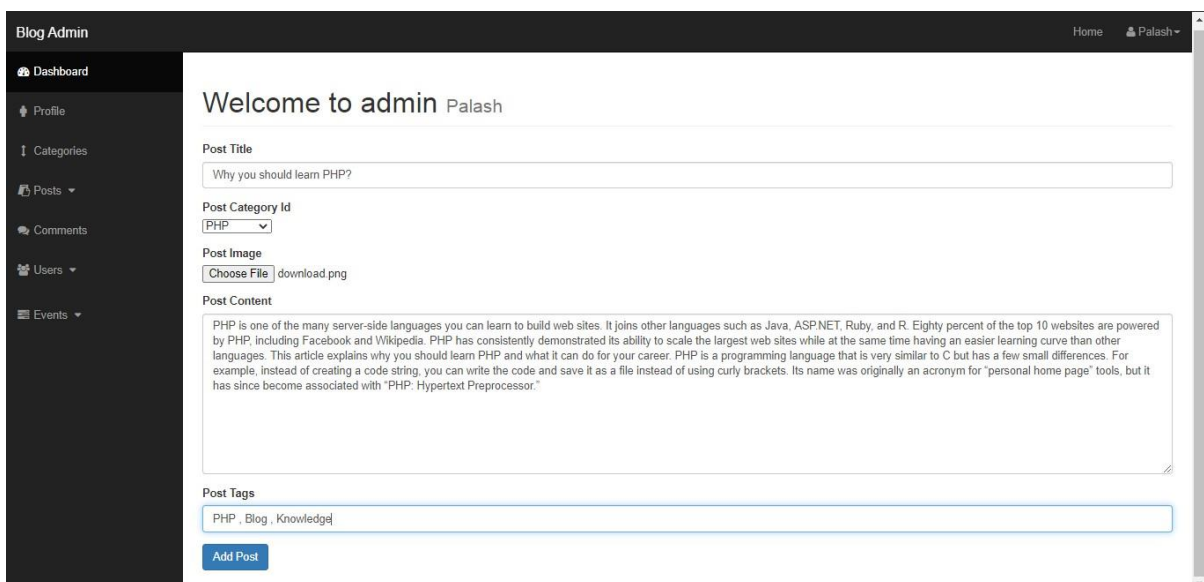 Blog Admin
Home
Palash
Dashboard
Profile
Categories
Posts
Comments
Users
Events
Welcome to admin Palash
Post Title
Why you should learn PHP?
Post Category Id
PHP
Post Image
Choose File download.png
Post Content
PHP is one of the many server-side languages you can learn to build web sites. It joins other languages such as Java, ASP.NET, Ruby, and R. Eighty percent of the top 10 websites are powered
by PHP, including Facebook and Wikipedia. PHP has consistently demonstrated its ability to scale the largest web sites while at the same time having an easier learning curve than other
languages. This article explains why you should learn PHP and what it can do for your career. PHP is a programming language that is very similar to C but has a few small differences. For
example, instead of creating a code string, you can write the code and save it as a file instead of using curly brackets. Its name was originally an acronym for “personal home page” tools, but it
has since become associated with “PHP: Hypertext Preprocessor.”
Post Tags
PHP , Blog , Knowledge
Add Post